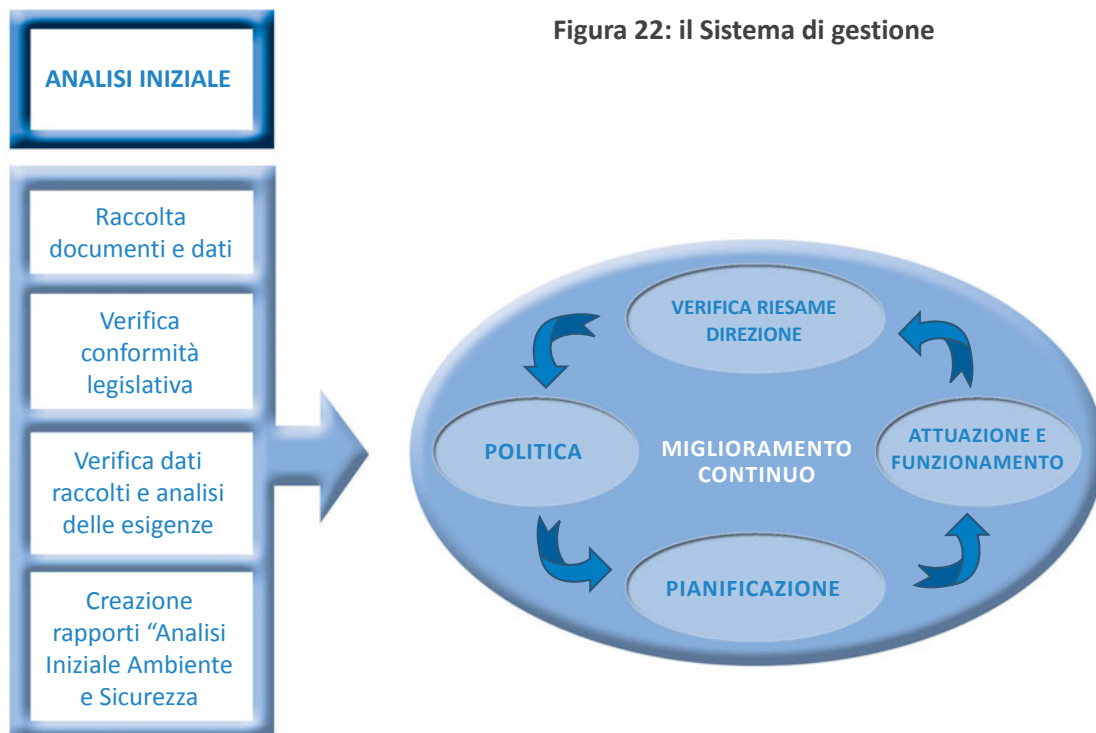 Figura 22: il Sistema di gestione
ANALISI INIZIALE
Raccolta
documenti e dati
Verifica
conformità
legislativa
Verifica dati
raccolti e analisi
delle esigenze
Creazione
rapporti “Analisi
Iniziale Ambiente
e Sicurezza
VERIFICA RIESAME
DIREZIONE
POLITICA
MIGLIORAMENTO
CONTINUO
ATTUAZIONE E
FUNZIONAMENTO
PIANIFICAZIONE